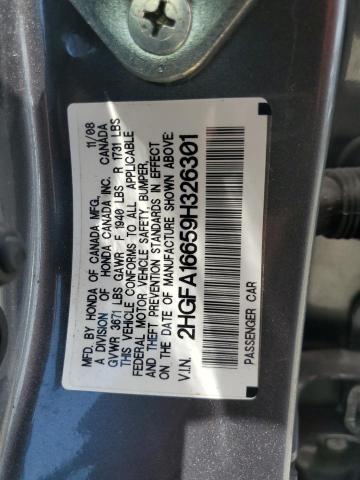 MFD. BY HONDA OF CANADA MFG. 11/08
A DIVISION OF HONDA CANADA INC. CANADA
GVWR 3671 LBS GAWR F 1940 LBS R 1731 LBS
THIS VEHICLE CONFORMS TO ALL APPLICABLE
FEDERAL MOTOR VEHICLE SAFETY, BUMPER,
AND THEFT PREVENTION STANDARDS IN EFFECT
ON THE DATE OF MANUFACTURE SHOWN ABOVE.
V.I.N. 2HGFA16659H326301
PASSENGER CAR